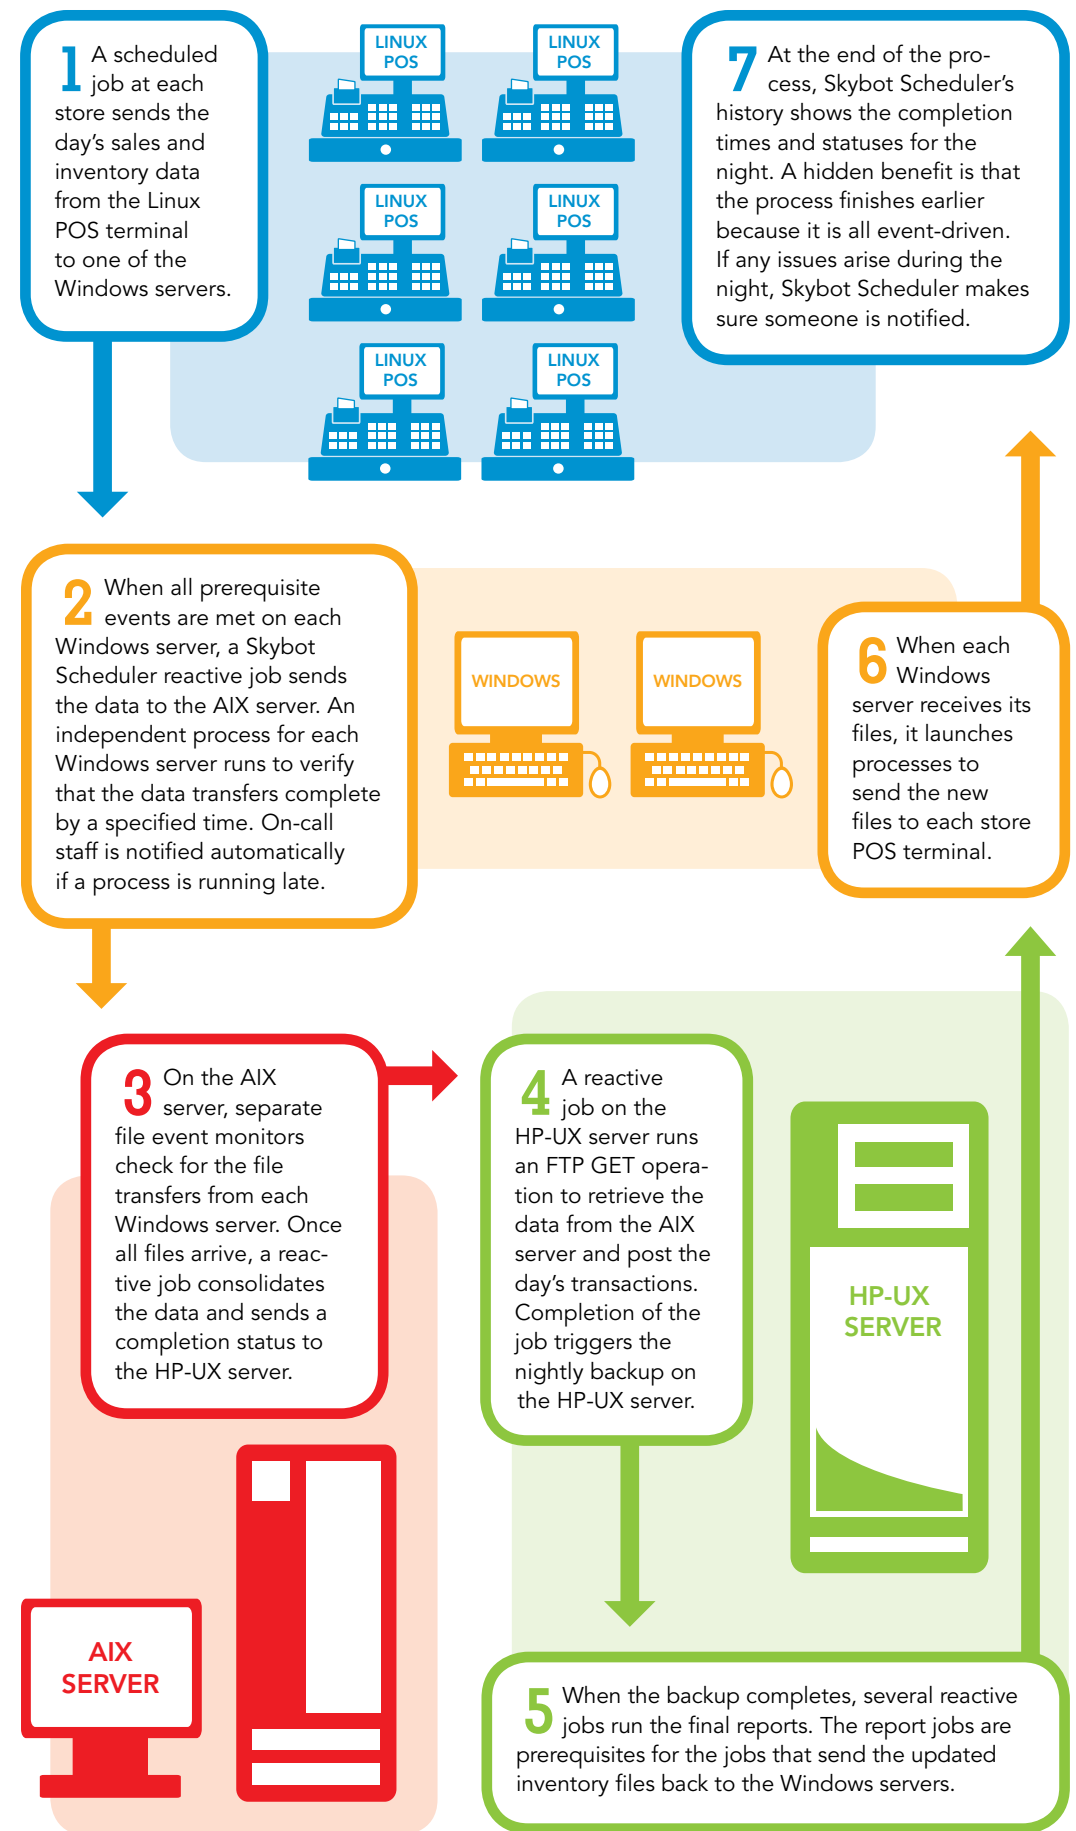 1 A scheduled
job at each
store sends the
day’s sales and
inventory data
from the Linux
POS terminal
to one of the
Windows servers.
LINUX
POS
LINUX
POS
LINUX
POS
LINUX
POS
LINUX
POS
LINUX
POS
7 At the end of the pro-
cess, Skybot Scheduler’s
history shows the completion
times and statuses for the
night. A hidden benefit is that
the process finishes earlier
because it is all event-driven.
If any issues arise during the
night, Skybot Scheduler makes
sure someone is notified.
2 When all prerequisite
events are met on each
Windows server, a Skybot
Scheduler reactive job sends
the data to the AIX server. An
independent process for each
Windows server runs to verify
that the data transfers complete
by a specified time. On-call
staff is notified automatically
if a process is running late.
WINDOWS
WINDOWS
6 When each
Windows
server receives its
files, it launches
processes to
send the new
files to each store
POS terminal.
3 On the AIX
server, separate
file event monitors
check for the file
transfers from each
Windows server. Once
all files arrive, a reac-
tive job consolidates
the data and sends a
completion status to
the HP-UX server.
4 A reactive
job on the
HP-UX server runs
an FTP GET opera-
tion to retrieve the
data from the AIX
server and post the
day’s transactions.
Completion of the
job triggers the
nightly backup on
the HP-UX server.
HP-UX
SERVER
AIX
SERVER
5 When the backup completes, several reactive
jobs run the final reports. The report jobs are
prerequisites for the jobs that send the updated
inventory files back to the Windows servers.